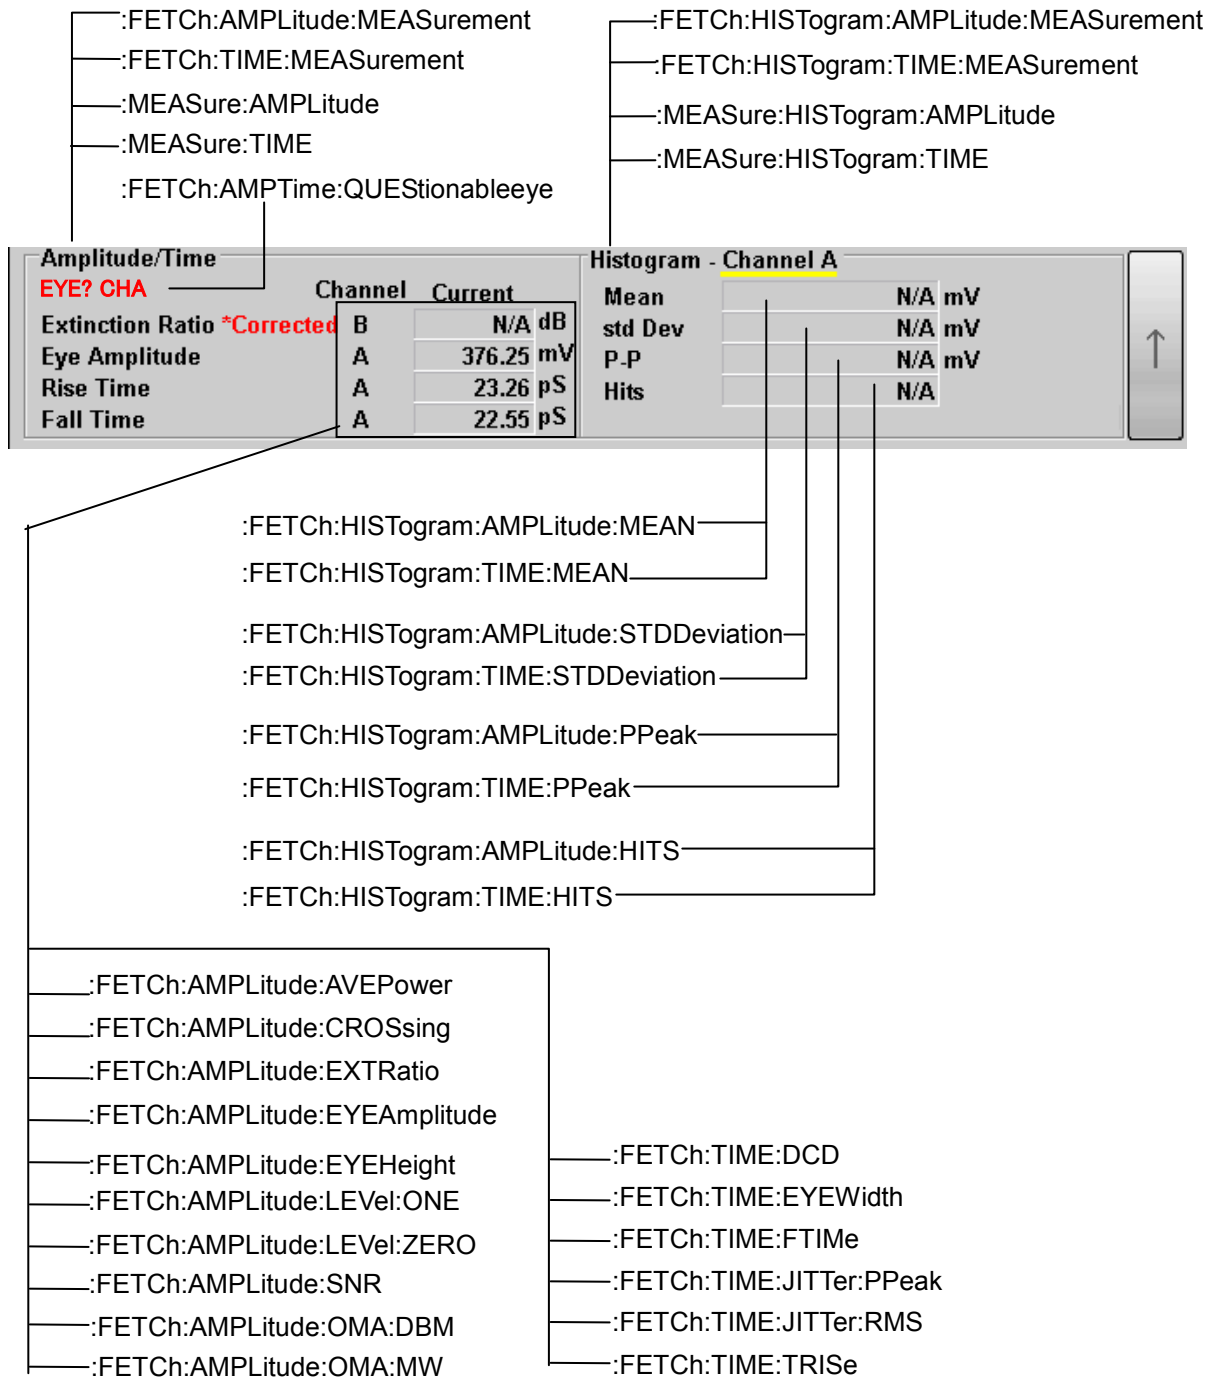 :FETCh:AMPLitude:MEASurement
:FETCh:TIME:MEASurement
:MEASure:AMPLitude
:MEASure:TIME
:FETCh:AMPTime:QUEStionableeye
:FETCh:HISTogram:AMPLitude:MEASurement
:FETCh:HISTogram:TIME:MEASurement
:MEASure:HISTogram:AMPLitude
:MEASure:HISTogram:TIME
Amplitude/Time
EYE? CHA Channel Current
Extinction Ratio *Corrected B N/A dB
Eye Amplitude A 376.25 mV
Rise Time A 23.26 pS
Fall Time A 22.55 pS
Histogram - Channel A
Mean N/A mV
std Dev N/A mV
P-P N/A mV
Hits N/A
↑
:FETCh:HISTogram:AMPLitude:MEAN
:FETCh:HISTogram:TIME:MEAN
:FETCh:HISTogram:AMPLitude:STDDeviation
:FETCh:HISTogram:TIME:STDDeviation
:FETCh:HISTogram:AMPLitude:PPeak
:FETCh:HISTogram:TIME:PPeak
:FETCh:HISTogram:AMPLitude:HITS
:FETCh:HISTogram:TIME:HITS
:FETCh:AMPLitude:AVEPower
:FETCh:AMPLitude:CROSsing
:FETCh:AMPLitude:EXTRatio
:FETCh:AMPLitude:EYEAmplitude
:FETCh:AMPLitude:EYEHeight
:FETCh:AMPLitude:LEVel:ONE
:FETCh:AMPLitude:LEVel:ZERO
:FETCh:AMPLitude:SNR
:FETCh:AMPLitude:OMA:DBM
:FETCh:AMPLitude:OMA:MW
:FETCh:TIME:DCD
:FETCh:TIME:EYEWidth
:FETCh:TIME:FTIMe
:FETCh:TIME:JITTer:PPeak
:FETCh:TIME:JITTer:RMS
:FETCh:TIME:TRISe